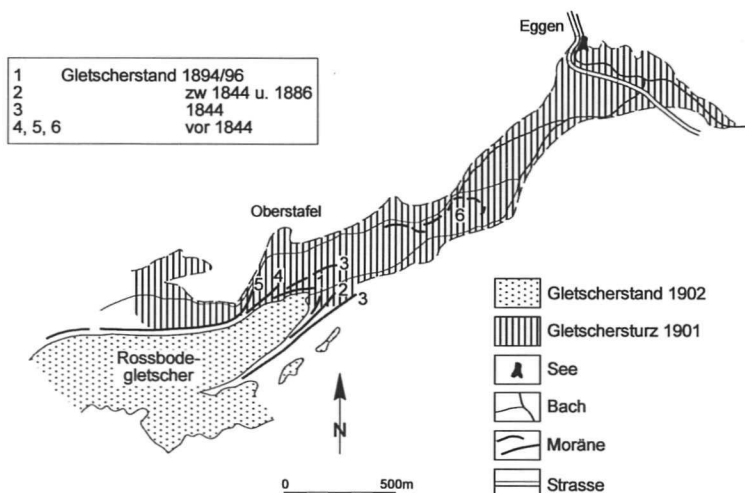 Eggen
1 Gletscherstand 1894/96
2 zw 1844 u. 1886
3 1844
4, 5, 6 vor 1844
Oberstafel
6
5
4
3
1
2
3
Rossbode-
gletscher
N
0 500m
Gletscherstand 1902
Gletschersturz 1901
See
Bach
Moräne
Strasse